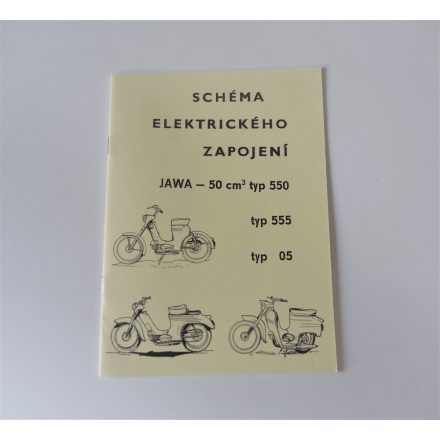 SCHÉMA
ELEKTRICKÉHO
ZAPOJENÍ
JAWA – 50 cm³ typ 550
typ 555
typ 05